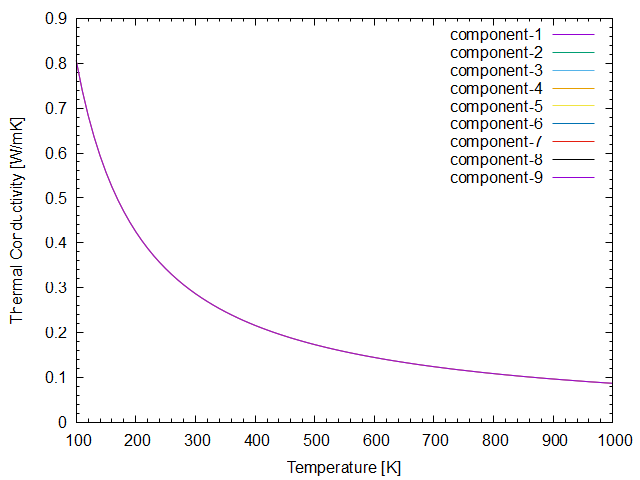 0.9
0.8
0.7
0.6
0.5
0.4
0.3
0.2
0.1
0
100 200 300 400 500 600 700 800 900 1000
Thermal Conductivity [W/mK]
Temperature [K]
component-1
component-2
component-3
component-4
component-5
component-6
component-7
component-8
component-9